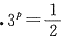 .3^p = 1/2